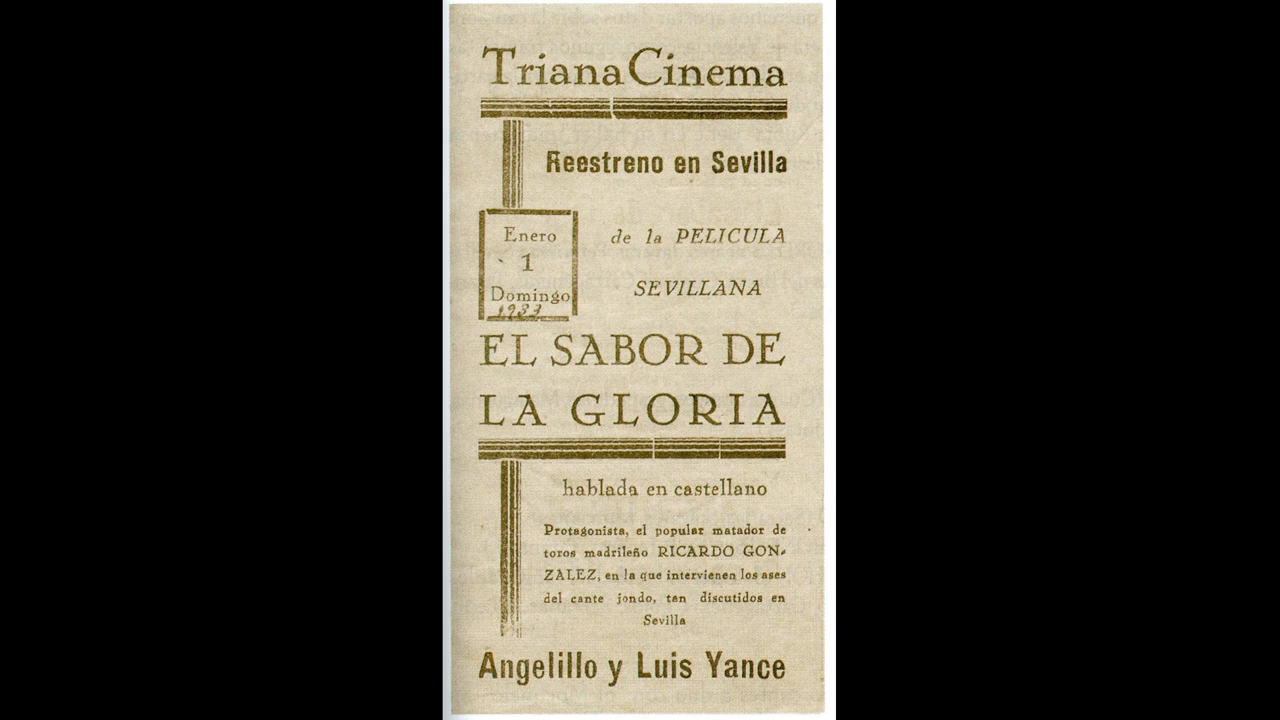 Triana Cinema
Reestreno en Sevilla
Enero
1
Domingo
1933
de la PELICULA
SEVILLANA
EL SABOR DE
LA GLORIA
hablada en castellano
Protagonista, el popular matador de
toros madrileño RICARDO GON-
ZALEZ, en la que intervienen los ases
del cante jondo, tan discutidos en
Sevilla
Angelillo y Luis Yance